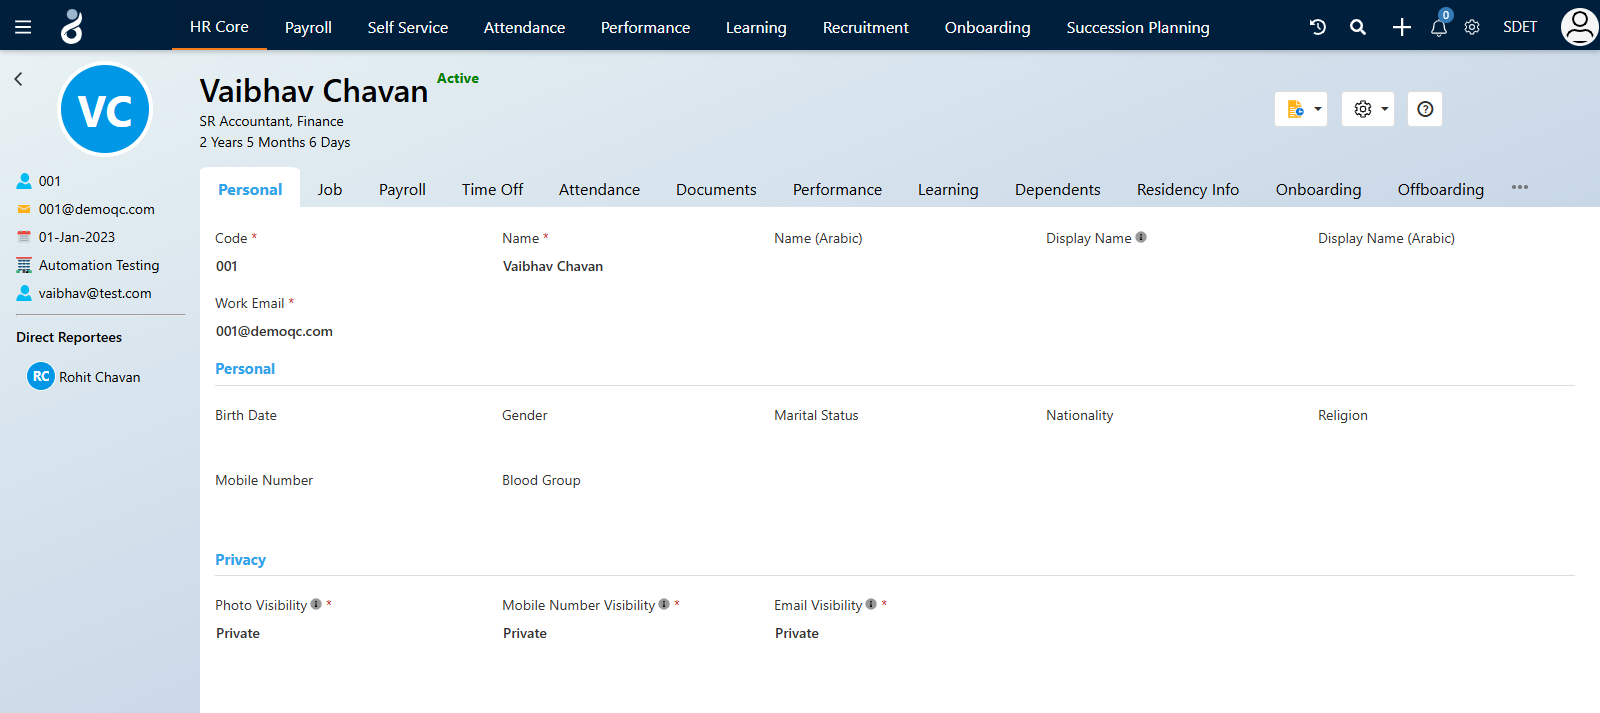 HR Core Payroll Self Service Attendance Performance Learning Recruitment Onboarding Succession Planning 0 SDET
VC
Vaibhav Chavan Active
SR Accountant, Finance
2 Years 5 Months 6 Days
001
001@demoqc.com
01-Jan-2023
Automation Testing
vaibhav@test.com
Direct Reportees
RC Rohit Chavan
Personal Job Payroll Time Off Attendance Documents Performance Learning Dependents Residency Info Onboarding Offboarding
Code * Name * Name (Arabic) Display Name Display Name (Arabic)
001 Vaibhav Chavan
Work Email *
001@demoqc.com
Personal
Birth Date Gender Marital Status Nationality Religion
Mobile Number Blood Group
Privacy
Photo Visibility * Mobile Number Visibility * Email Visibility *
Private Private Private